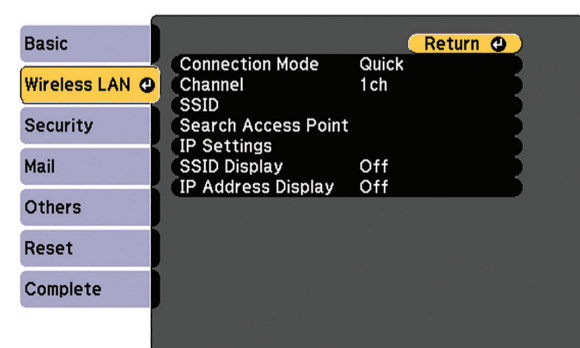 Basic
Wireless LAN
Security
Mail
Others
Reset
Complete
Return
Connection Mode Quick
Channel 1ch
SSID
Search Access Point
IP Settings
SSID Display Off
IP Address Display Off